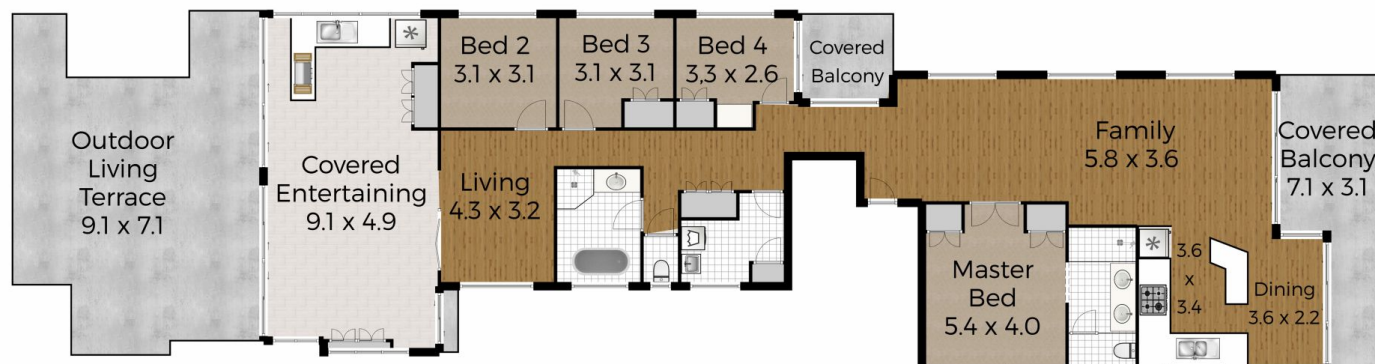 Outdoor
Living
Terrace
9.1 x 7.1
Covered
Entertaining
9.1 x 4.9
Bed 2
3.1 x 3.1
Bed 3
3.1 x 3.1
Bed 4
3,3 x 2.6
Covered
Balcony
Living
4.3 x 3.2
Family
5.8 x 3.6
Covered
Balcony
7.1 x 3.1
Master
Bed
5.4 x 4.0
3.6
x
3.4
Dining
3.6 x 2.2